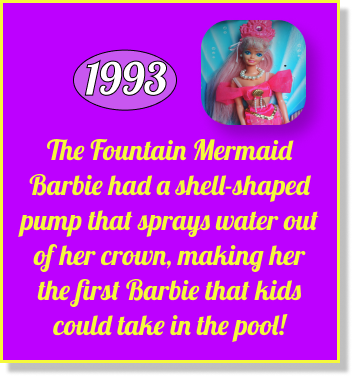 1993
The Fountain Mermaid
Barbie had a shell-shaped
pump that sprays water out
of her crown, making her
the first Barbie that kids
could take in the pool!